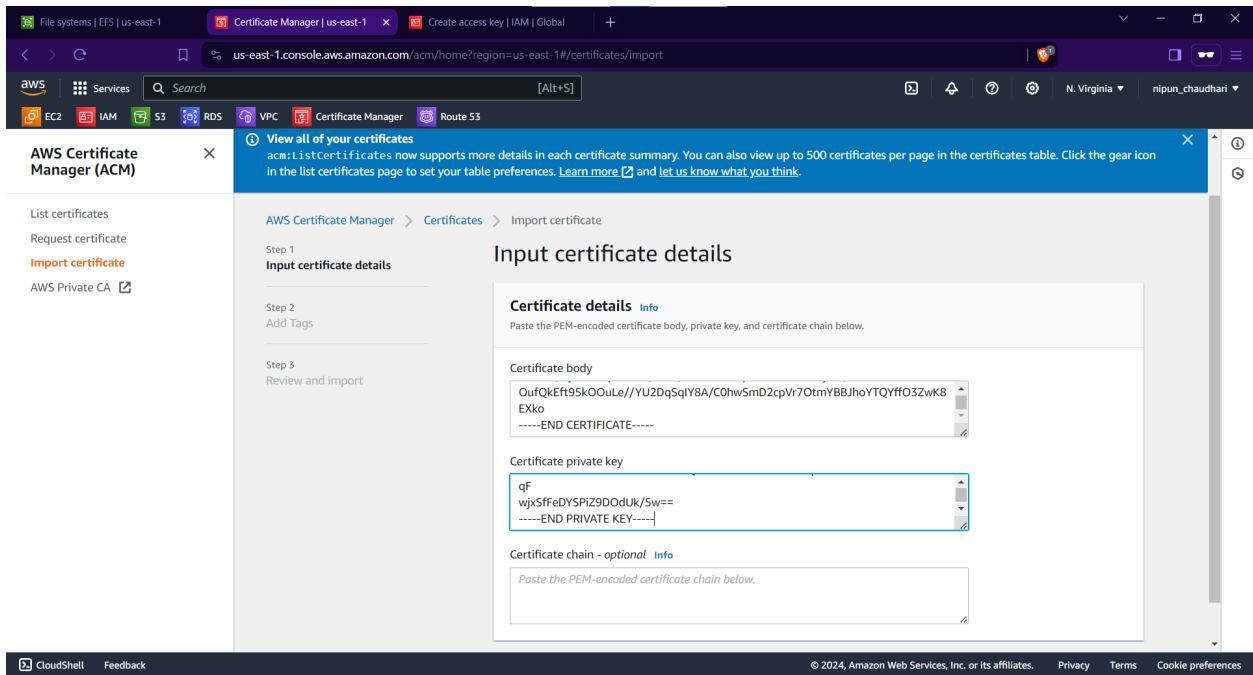 File systems | EFS | us-east-1
Certificate Manager | us-east-1
Create access key | IAM | Global
us-east-1.console.aws.amazon.com/acm/home?region=us-east-1#/certificates/import
aws
Services
Search
[Alt+S]
N. Virginia
nipun_chaudhari
EC2 IAM S3 RDS VPC Certificate Manager Route 53
AWS Certificate
Manager (ACM)
List certificates
Request certificate
Import certificate
AWS Private CA
View all of your certificates
acm:ListCertificates now supports more details in each certificate summary. You can also view up to 500 certificates per page in the certificates table. Click the gear icon
in the list certificates page to set your table preferences. Learn more and let us know what you think.
AWS Certificate Manager > Certificates > Import certificate
Step 1
Input certificate details
Step 2
Add Tags
Step 3
Review and import
Input certificate details
Certificate details Info
Paste the PEM-encoded certificate body, private key, and certificate chain below.
Certificate body
OufQkEft95kOOuLe//YU2DqSqIY8A/C0hwSmD2cpVr7OtmYBBJhoYTQYffO3ZwK8
EXko
-----END CERTIFICATE-----
Certificate private key
qF
wjxSfFeDYSPiZ9DOdUk/5w==
-----END PRIVATE KEY-----
Certificate chain - optional Info
Paste the PEM-encoded certificate chain below.
CloudShell Feedback
© 2024, Amazon Web Services, Inc. or its affiliates. Privacy Terms Cookie preferences